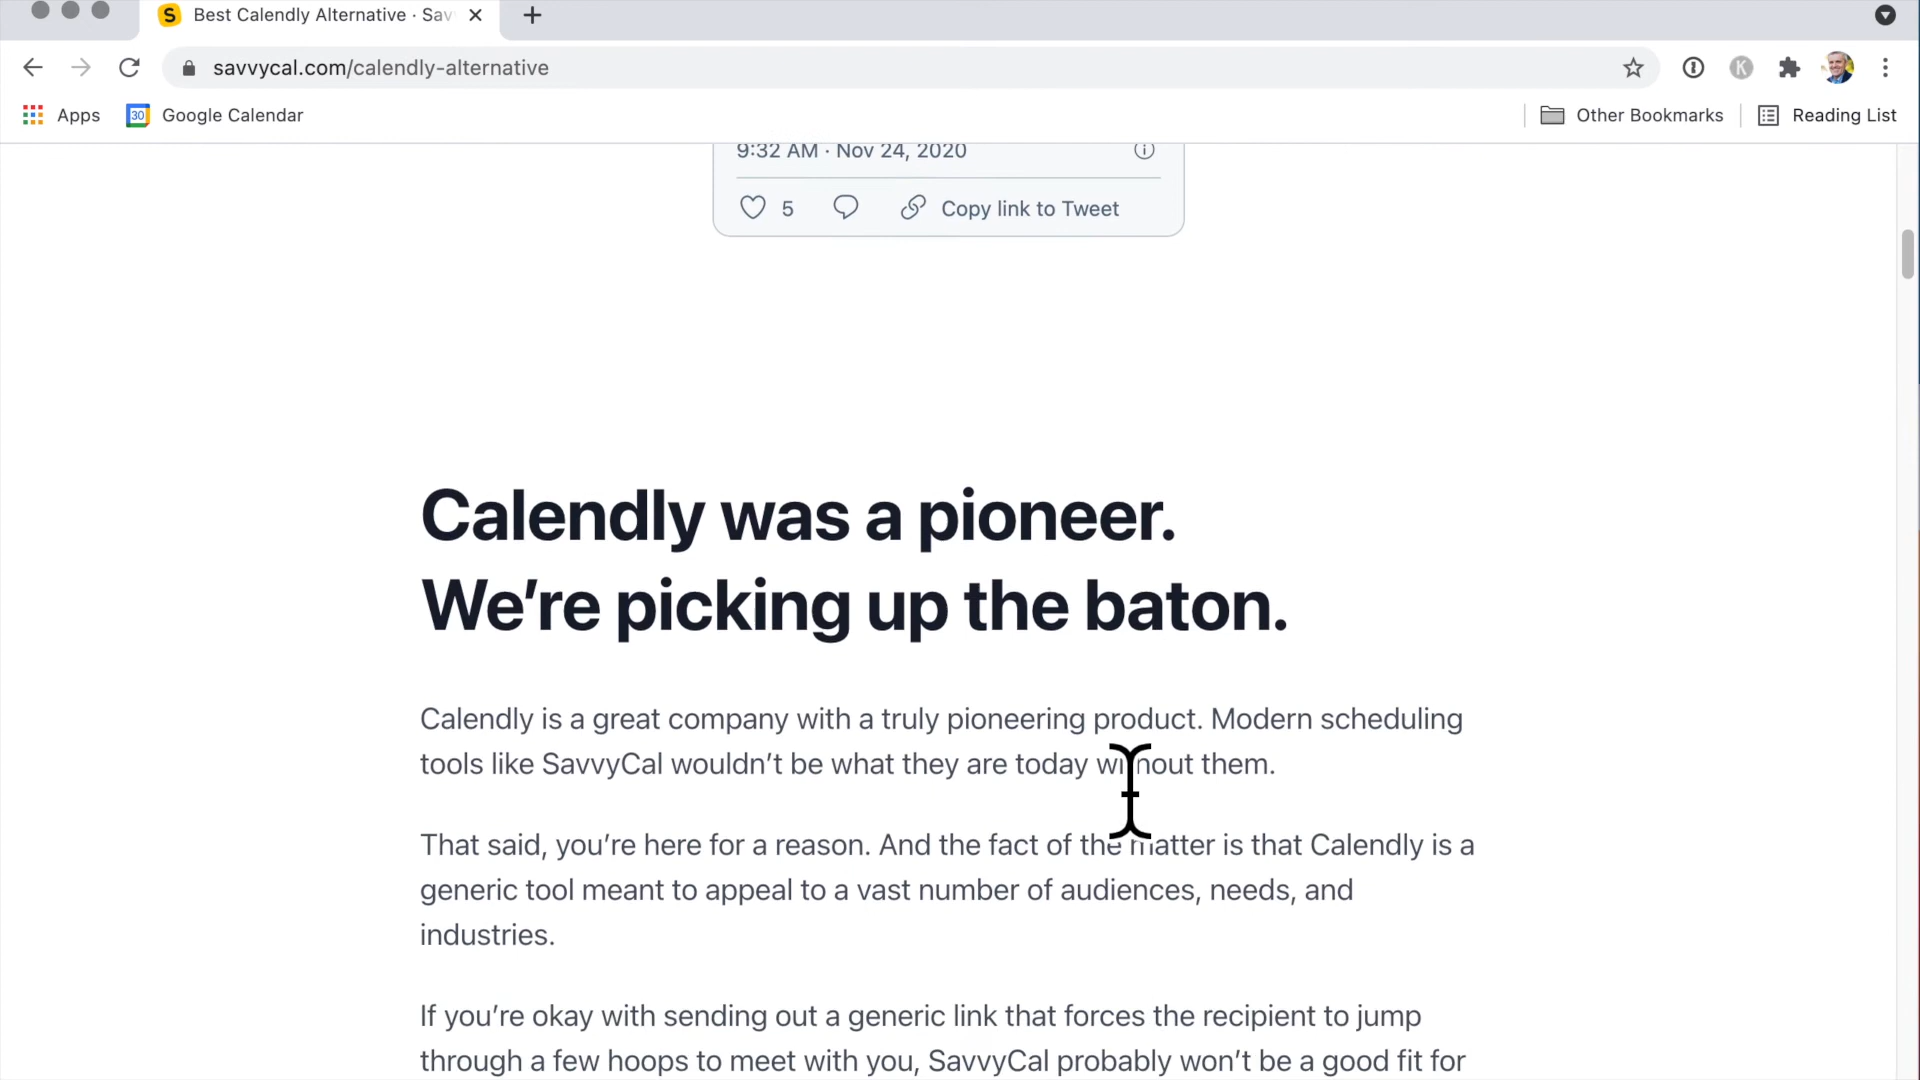 Best Calendly Alternative · Sav
savvycal.com/calendly-alternative
K
Apps
30
Google Calendar
Other Bookmarks
Reading List
9:32 AM · Nov 24, 2020
5
Copy link to Tweet
Calendly was a pioneer.
We’re picking up the baton.
Calendly is a great company with a truly pioneering product. Modern scheduling
tools like SavvyCal wouldn’t be what they are today without them.
That said, you’re here for a reason. And the fact of the matter is that Calendly is a
generic tool meant to appeal to a vast number of audiences, needs, and
industries.
If you’re okay with sending out a generic link that forces the recipient to jump
through a few hoops to meet with you, SavvyCal probably won’t be a good fit for